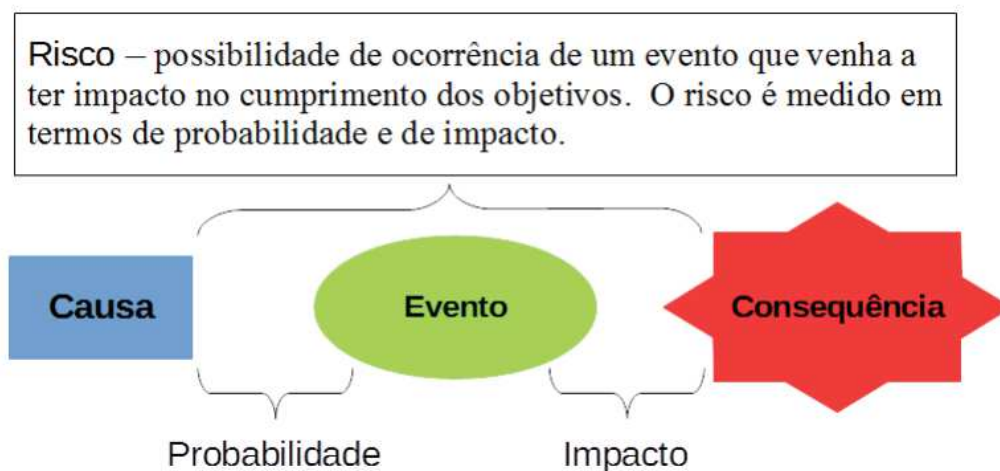 Risco – possibilidade de ocorrência de um evento que venha a
ter impacto no cumprimento dos objetivos. O risco é medido em
termos de probabilidade e de impacto.
Causa
Evento
Consequência
Probabilidade
Impacto